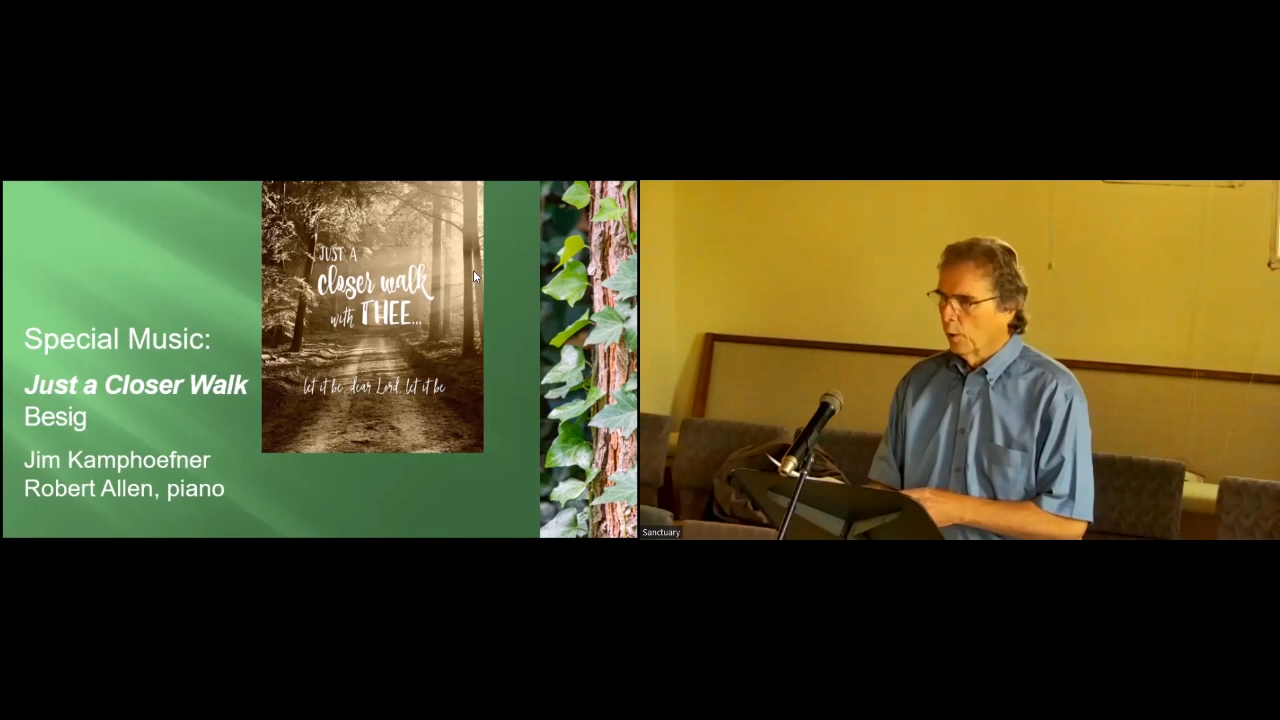 Special Music:
Just a Closer Walk
Besig
Jim Kamphoefner
Robert Allen, piano
JUST A
closer walk
with THEE...
let it be, dear Lord, let it be
Sanctuary